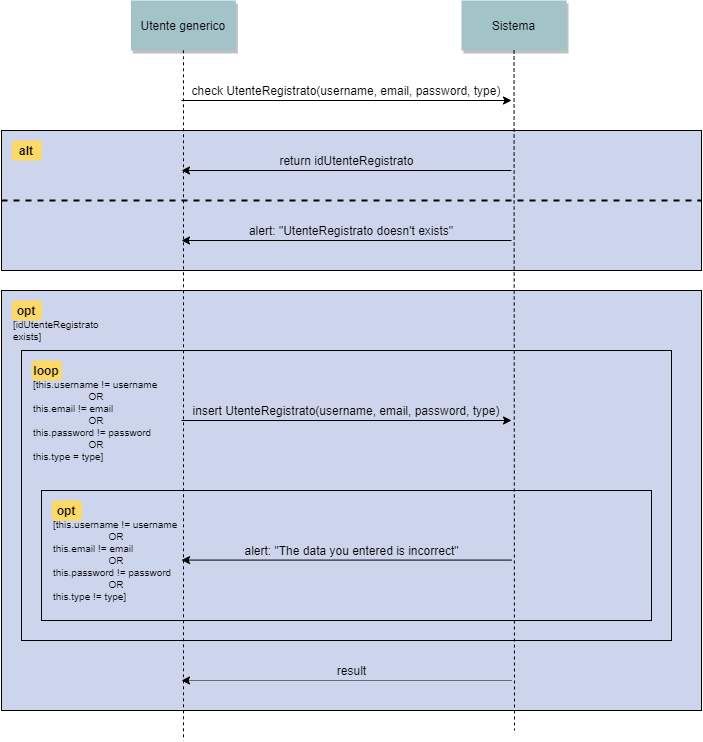 Utente generico
Sistema
check UtenteRegistrato(username, email, password, type)
alt
return idUtenteRegistrato
alert: "UtenteRegistrato doesn't exists"
opt
[idUtenteRegistrato
exists]
loop
[this.username != username
OR
this.email != email
OR
this.password != password
OR
this.type = type]
insert UtenteRegistrato(username, email, password, type)
opt
[this.username != username
OR
this.email != email
OR
this.password != password
OR
this.type != type]
alert: "The data you entered is incorrect"
result